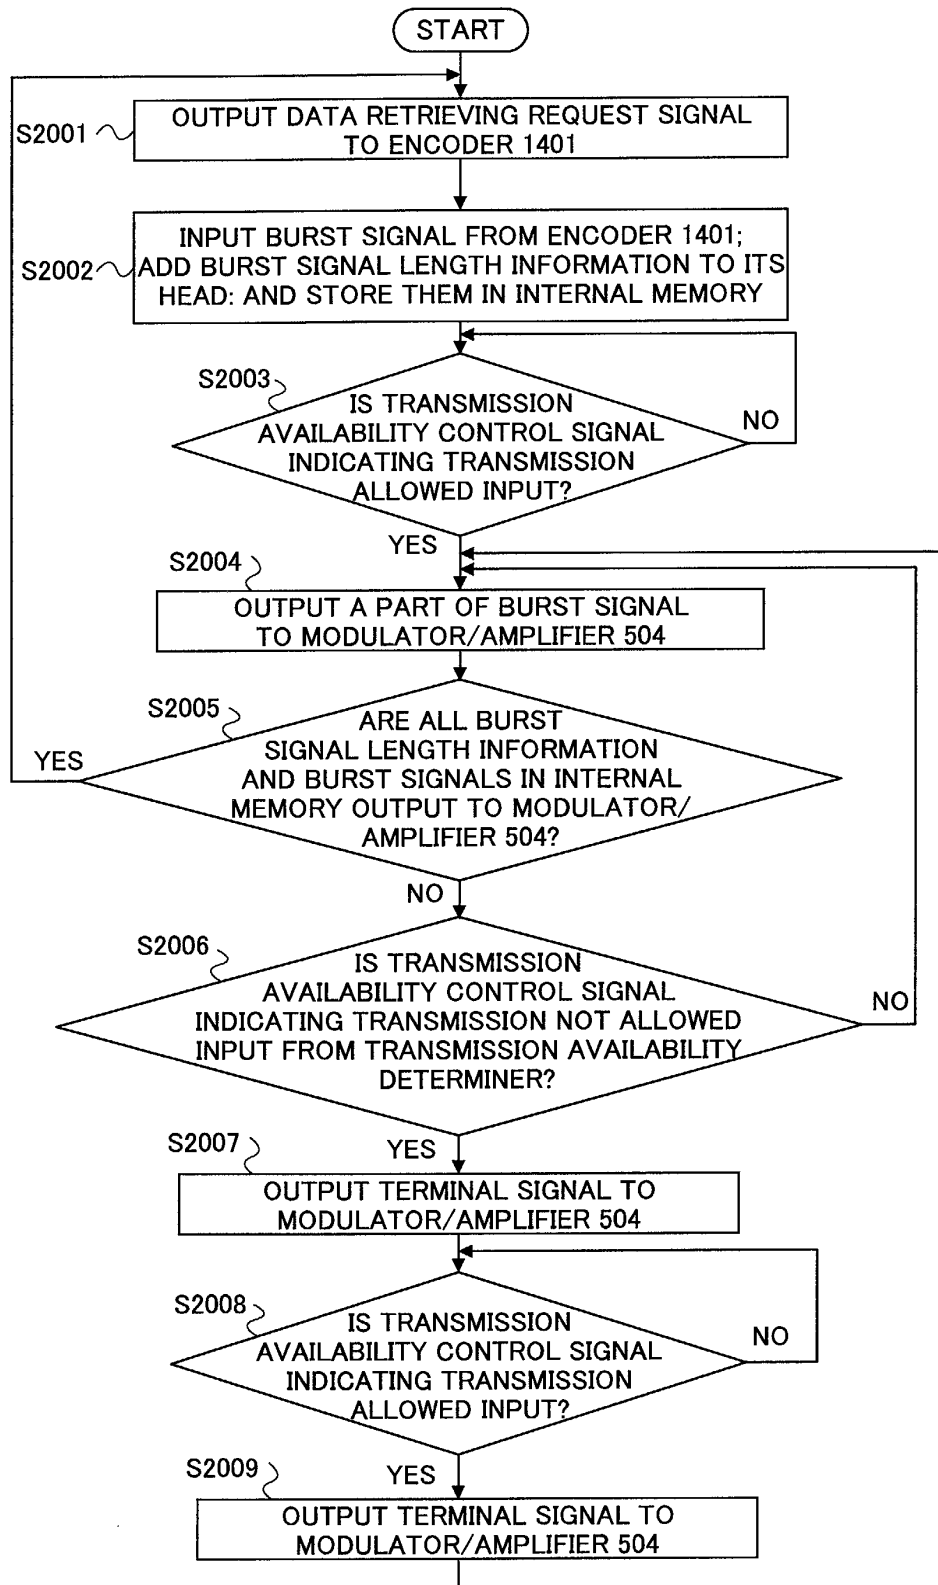 START
S2001
OUTPUT DATA RETRIEVING REQUEST SIGNAL
TO ENCODER 1401
S2002
INPUT BURST SIGNAL FROM ENCODER 1401;
ADD BURST SIGNAL LENGTH INFORMATION TO ITS
HEAD: AND STORE THEM IN INTERNAL MEMORY
S2003
IS TRANSMISSION
AVAILABILITY CONTROL SIGNAL
INDICATING TRANSMISSION
ALLOWED INPUT?
NO
YES
S2004
OUTPUT A PART OF BURST SIGNAL
TO MODULATOR/AMPLIFIER 504
S2005
ARE ALL BURST
SIGNAL LENGTH INFORMATION
AND BURST SIGNALS IN INTERNAL
MEMORY OUTPUT TO MODULATOR/
AMPLIFIER 504?
YES
NO
S2006
IS TRANSMISSION
AVAILABILITY CONTROL SIGNAL
INDICATING TRANSMISSION NOT ALLOWED
INPUT FROM TRANSMISSION AVAILABILITY
DETERMINER?
NO
YES
S2007
OUTPUT TERMINAL SIGNAL TO
MODULATOR/AMPLIFIER 504
S2008
IS TRANSMISSION
AVAILABILITY CONTROL SIGNAL
INDICATING TRANSMISSION
ALLOWED INPUT?
NO
YES
S2009
OUTPUT TERMINAL SIGNAL TO
MODULATOR/AMPLIFIER 504